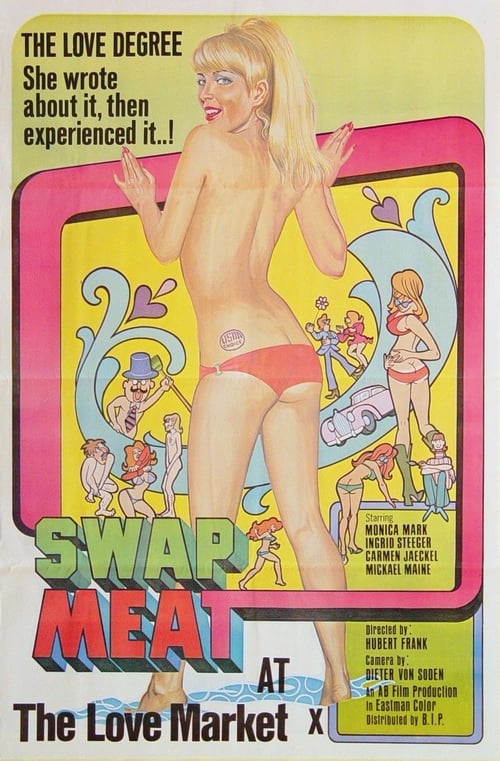 THE LOVE DEGREE
She wrote
about it, then
experienced it..!
USDA
CHOICE
Starring
MONICA MARK
INGRID STEEGER
CARMEN JAECKEL
MICKAEL MAINE
SWAP
MEAT
AT
The Love Market X
Directed by:
HUBERT FRANK
Camera by:
DIETER VON SODEN
An AB Film Production
in Eastman Color
Distributed by B.I.P.